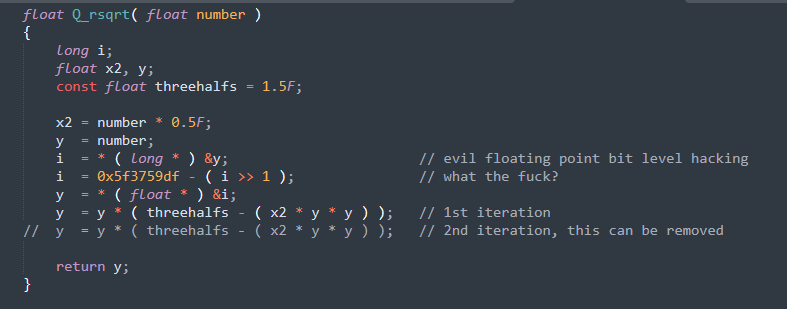 float Q_rsqrt( float number )
{
    long i;
    float x2, y;
    const float threehalfs = 1.5F;

    x2 = number * 0.5F;
    y  = number;
    i  = * ( long * ) &y;                       // evil floating point bit level hacking
    i  = 0x5f3759df - ( i >> 1 );               // what the fuck?
    y  = * ( float * ) &i;
    y  = y * ( threehalfs - ( x2 * y * y ) );   // 1st iteration
//  y  = y * ( threehalfs - ( x2 * y * y ) );   // 2nd iteration, this can be removed

    return y;
}